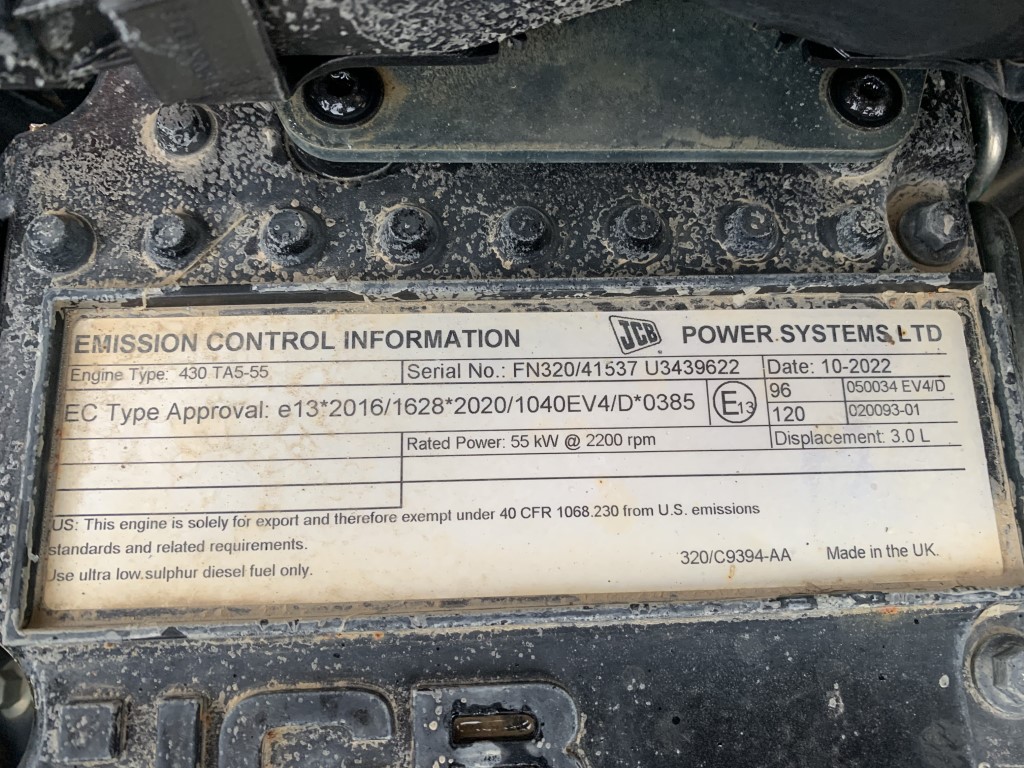 EMISSION CONTROL INFORMATION JCB POWER SYSTEMS LTD
Engine Type: 430 TA5-55 Serial No.: FN320/41537 U3439622 Date: 10-2022
EC Type Approval: e13*2016/1628*2020/1040EV4/D*0385 E13 96 050034 EV4/D
120 020093-01
Rated Power: 55 kW @ 2200 rpm Displacement: 3.0 L
US: This engine is solely for export and therefore exempt under 40 CFR 1068.230 from U.S. emissions
standards and related requirements.
Use ultra low sulphur diesel fuel only.
320/C9394-AA Made in the UK.
JCB